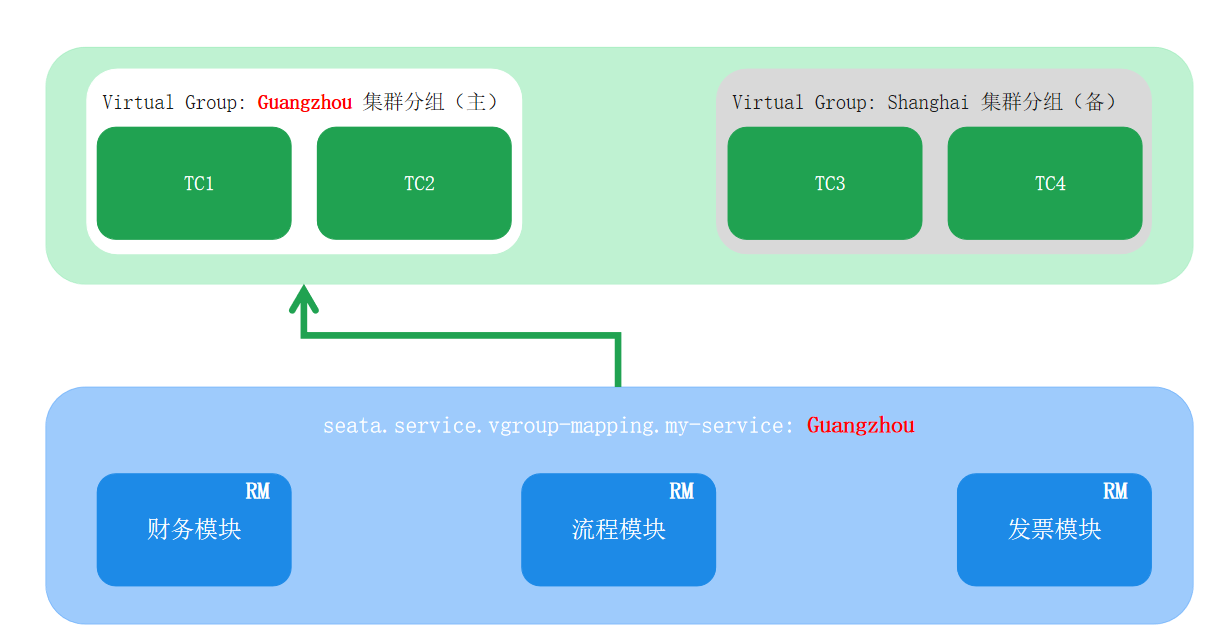 Virtual Group: Guangzhou 集群分组（主）
Virtual Group: Shanghai 集群分组（备）
TC1
TC2
TC3
TC4
seata.service.vgroup-mapping.my-service: Guangzhou
RM
财务模块
RM
流程模块
RM
发票模块